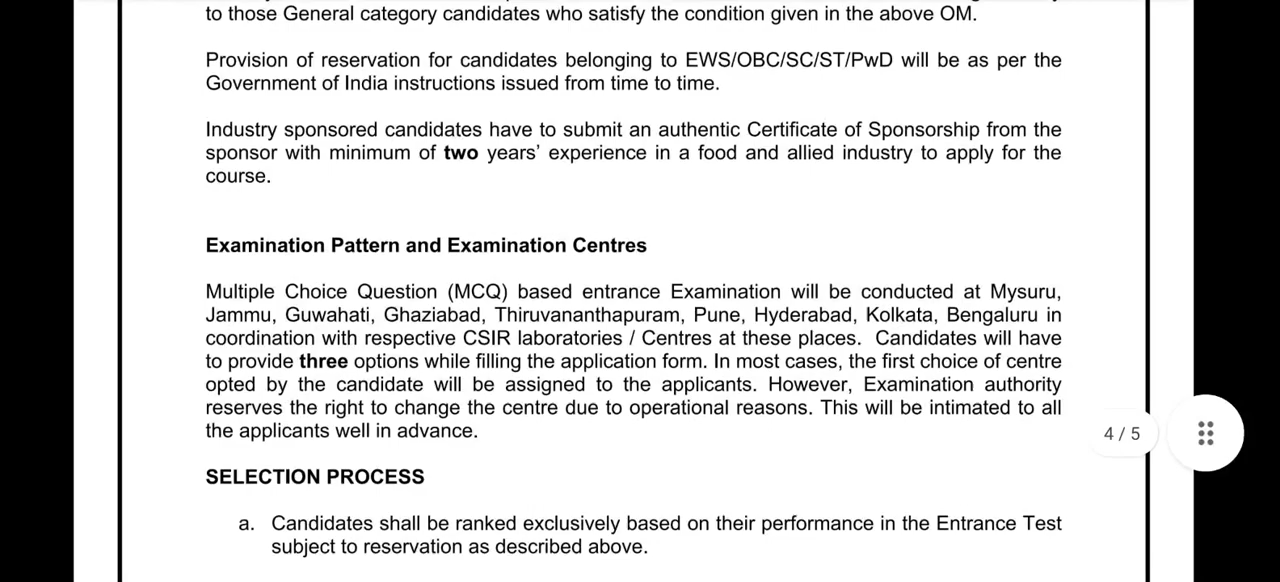 to those General category candidates who satisfy the condition given in the above OM.
Provision of reservation for candidates belonging to EWS/OBC/SC/ST/PwD will be as per the
Government of India instructions issued from time to time.
Industry sponsored candidates have to submit an authentic Certificate of Sponsorship from the
sponsor with minimum of two years’ experience in a food and allied industry to apply for the
course.
Examination Pattern and Examination Centres
Multiple Choice Question (MCQ) based entrance Examination will be conducted at Mysuru,
Jammu, Guwahati, Ghaziabad, Thiruvananthapuram, Pune, Hyderabad, Kolkata, Bengaluru in
coordination with respective CSIR laboratories / Centres at these places. Candidates will have
to provide three options while filling the application form. In most cases, the first choice of centre
opted by the candidate will be assigned to the applicants. However, Examination authority
reserves the right to change the centre due to operational reasons. This will be intimated to all
the applicants well in advance.
4 / 5
SELECTION PROCESS
a. Candidates shall be ranked exclusively based on their performance in the Entrance Test
subject to reservation as described above.